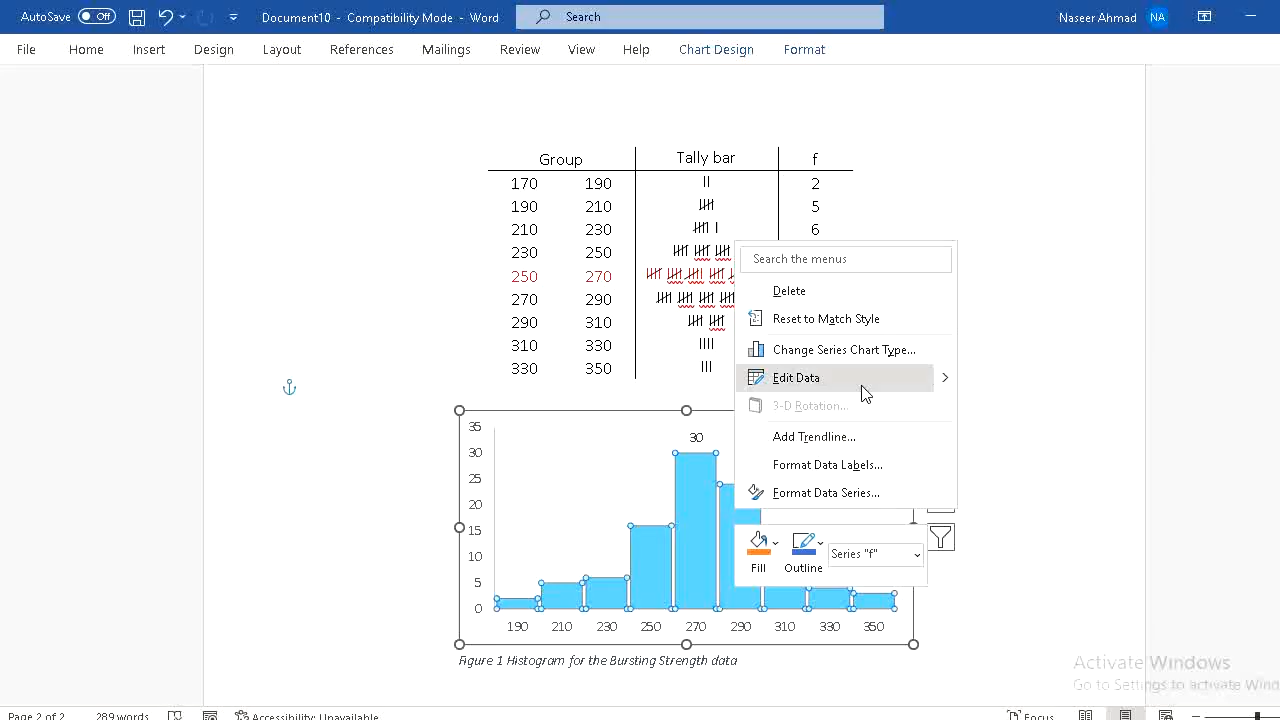 AutoSave Off Document10 - Compatibility Mode - Word Search Naseer Ahmad NA
File Home Insert Design Layout References Mailings Review View Help Chart Design Format
Group Tally bar f
170 190 2
190 210 5
210 230 6
230 250
250 270
270 290
290 310
310 330
330 350
Search the menus
Delete
Reset to Match Style
Change Series Chart Type...
Edit Data
3-D Rotation...
Add Trendline...
Format Data Labels...
Format Data Series...
Fill Outline Series "f"
35
30
25
20
15
10
5
0
30
190 210 230 250 270 290 310 330 350
Figure 1 Histogram for the Bursting Strength data
Activate Windows
Go to Settings to activate Wind
Page 2 of 2 289 words Accessibility: Unavailable Focus